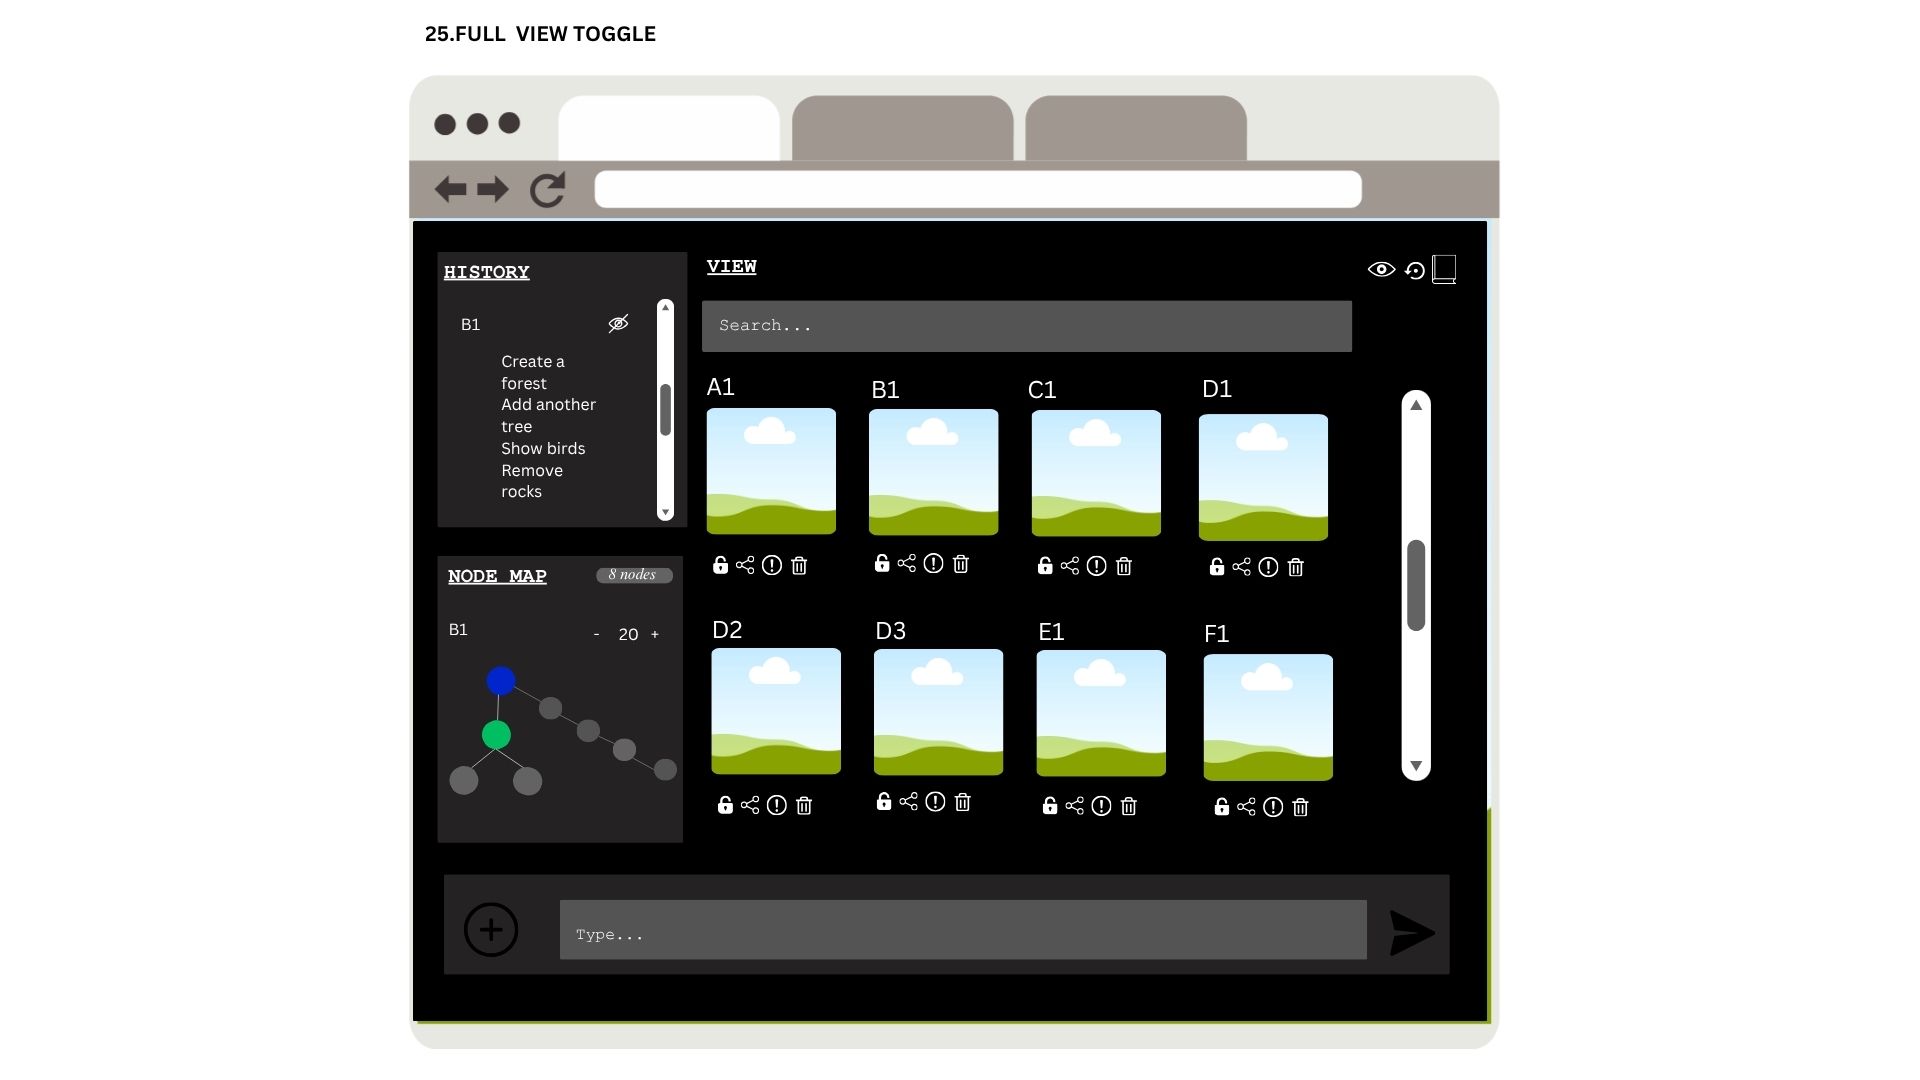 25.FULL VIEW TOGGLE
HISTORY
B1
Create a
forest
Add another
tree
Show birds
Remove
rocks
NODE MAP
8 nodes
B1
- 20 +
VIEW
Search...
A1
B1
C1
D1
D2
D3
E1
F1
Type...